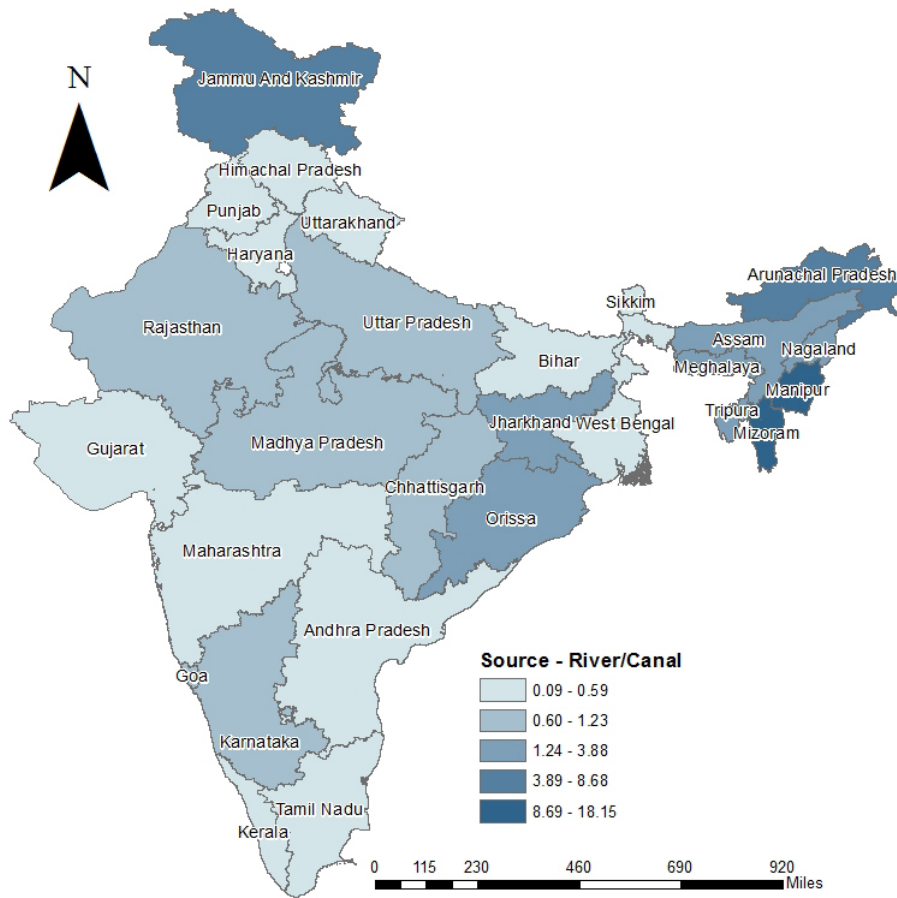 Jammu And Kashmir
N
Himachal Pradesh
Punjab
Uttarakhand
Haryana
Arunachal Pradesh
Sikkim
Rajasthan
Uttar Pradesh
Assam
Nagaland
Bihar
Meghalaya
Manipur
Tripura
Jharkhand
West Bengal
Mizoram
Gujarat
Madhya Pradesh
Chhattisgarh
Orissa
Maharashtra
Andhra Pradesh
Goa
Karnataka
Tamil Nadu
Kerala
Source - River/Canal
0.09 - 0.59
0.60 - 1.23
1.24 - 3.88
3.89 - 8.68
8.69 - 18.15
0 115 230 460 690 920
Miles